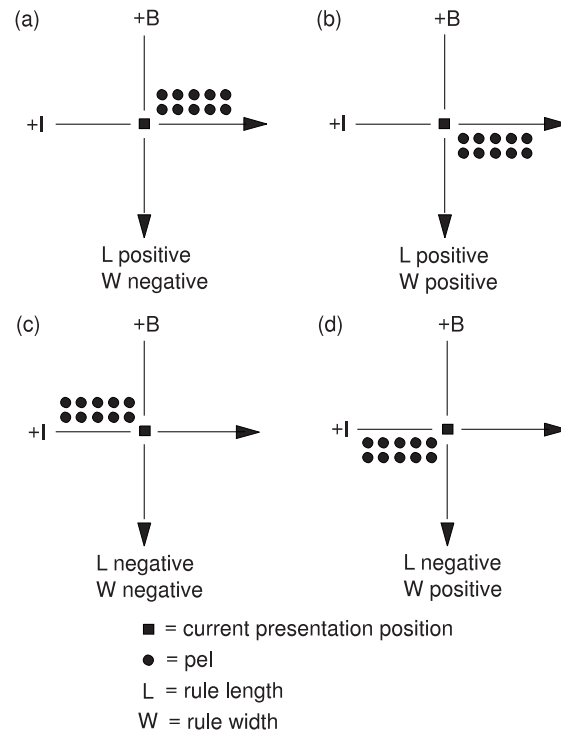 (a)
+B
+I
L positive
W negative
(b)
+B
+I
L positive
W positive
(c)
+B
+I
L negative
W negative
(d)
+B
+I
L negative
W positive
= current presentation position
= pel
L = rule length
W = rule width